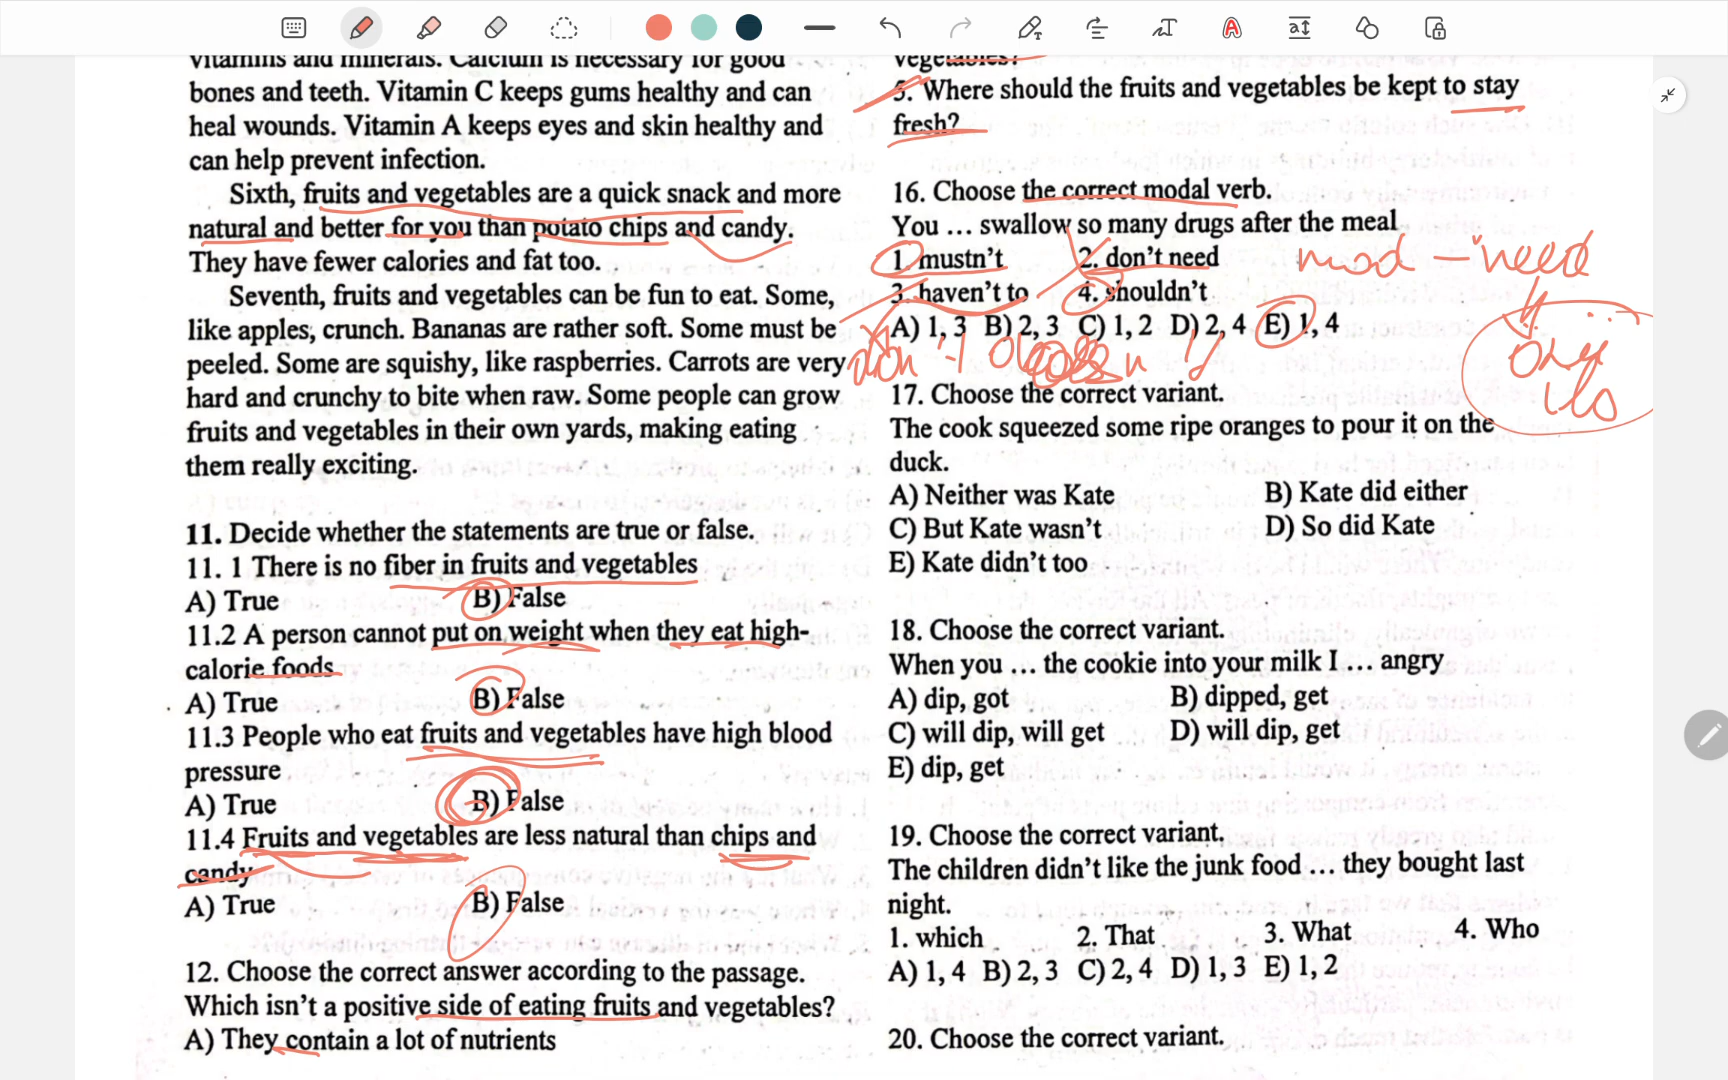 vitamins and minerals. Calcium is necessary for good
bones and teeth. Vitamin C keeps gums healthy and can
heal wounds. Vitamin A keeps eyes and skin healthy and
can help prevent infection.
Sixth, fruits and vegetables are a quick snack and more
natural and better for you than potato chips and candy.
They have fewer calories and fat too.
Seventh, fruits and vegetables can be fun to eat. Some,
like apples, crunch. Bananas are rather soft. Some must be
peeled. Some are squishy, like raspberries. Carrots are very
hard and crunchy to bite when raw. Some people can grow
fruits and vegetables in their own yards, making eating
them really exciting.
11. Decide whether the statements are true or false.
11. 1 There is no fiber in fruits and vegetables
A) True B) False
11.2 A person cannot put on weight when they eat high-
calorie foods
A) True B) False
11.3 People who eat fruits and vegetables have high blood
pressure
A) True B) False
11.4 Fruits and vegetables are less natural than chips and
candy
A) True B) False
12. Choose the correct answer according to the passage.
Which isn't a positive side of eating fruits and vegetables?
A) They contain a lot of nutrients
vegetables?
5. Where should the fruits and vegetables be kept to stay
fresh?
16. Choose the correct modal verb.
You … swallow so many drugs after the meal
1. mustn't 2. don't need
mod – need
3. haven't to 4. shouldn't
A) 1, 3 B) 2, 3 C) 1, 2 D) 2, 4 E) 1, 4
17. Choose the correct variant.
The cook squeezed some ripe oranges to pour it on the
duck.
A) Neither was Kate B) Kate did either
C) But Kate wasn't D) So did Kate
E) Kate didn't too
18. Choose the correct variant.
When you … the cookie into your milk I … angry
A) dip, got B) dipped, get
C) will dip, will get D) will dip, get
E) dip, get
19. Choose the correct variant.
The children didn't like the junk food … they bought last
night.
1. which 2. That 3. What 4. Who
A) 1, 4 B) 2, 3 C) 2, 4 D) 1, 3 E) 1, 2
20. Choose the correct variant.